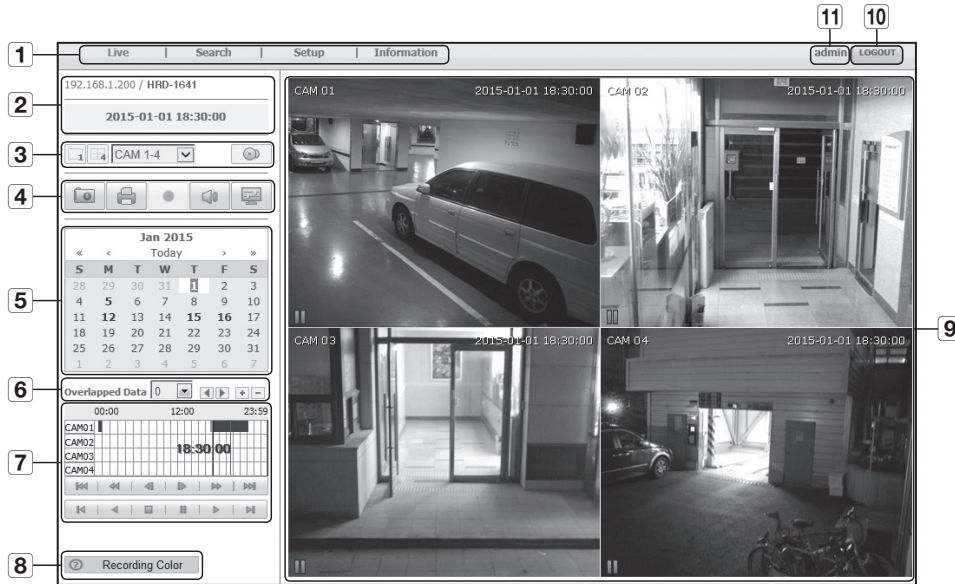 11 10
1 Live | Search | Setup | Information admin LOGOUT
2 192.168.1.200 / HRD-1641
2015-01-01 18:30:00
3 1 4 CAM 1-4
4
5 Jan 2015
« ‹ Today › »
S M T W T F S
28 29 30 31 1 2 3
4 5 6 7 8 9 10
11 12 13 14 15 16 17
18 19 20 21 22 23 24
25 26 27 28 29 30 31
1 2 3 4 5 6 7
6 Overlapped Data 0
7 00:00 12:00 23:59
CAM01
CAM02
18:30:00
CAM03
CAM04
8 ? Recording Color
CAM 01 2015-01-01 18:30:00
CAM 02 2015-01-01 18:30:00
CAM 03 2015-01-01 18:30:00
CAM 04 2015-01-01 18:30:00
9